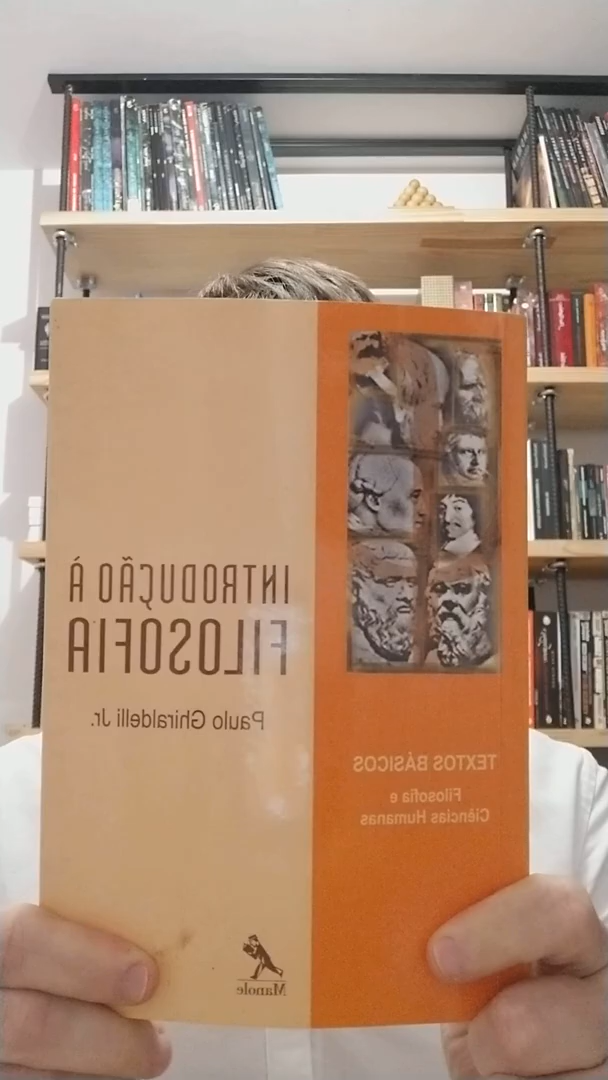 INTRODUÇÃO À
FILOSOFIA
Paulo Ghiraldelli Jr.
Manole
TEXTOS BÁSICOS
Filosofia e
Ciências Humanas